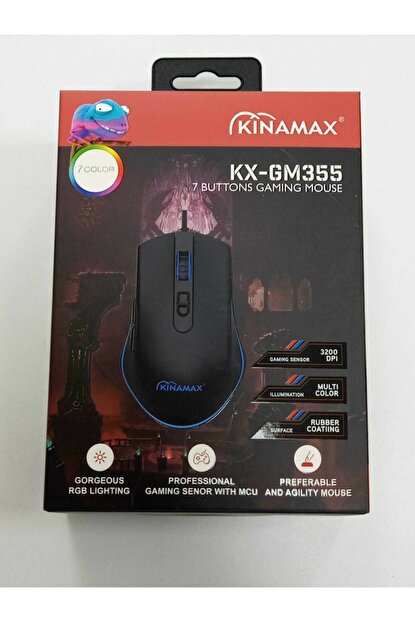 KINAMAX®
7 COLOR
KX-GM355
7 BUTTONS GAMING MOUSE
KINAMAX
GAMING SENSOR
3200
DPI
ILLUMINATION
MULTI
COLOR
SURFACE
RUBBER
COATIING
GORGEOUS
RGB LIGHTING
PROFESSIONAL
GAMING SENOR WITH MCU
PREFERABLE
AND AGILITY MOUSE